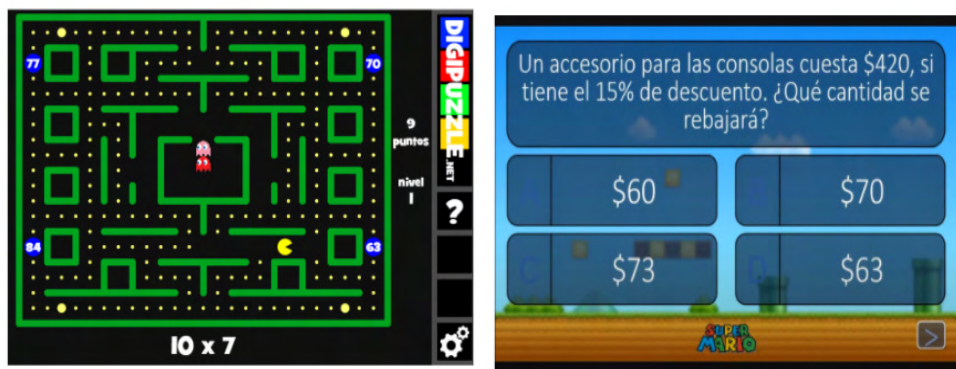 77
70
84
63
10 x 7
9
puntos
nivel
1
DIGIPUZZLE.NET
?
Un accesorio para las consolas cuesta $420, si
tiene el 15% de descuento. ¿Qué cantidad se
rebajará?
$60
$70
C
$73
D
$63
SUPER
MARIO
>